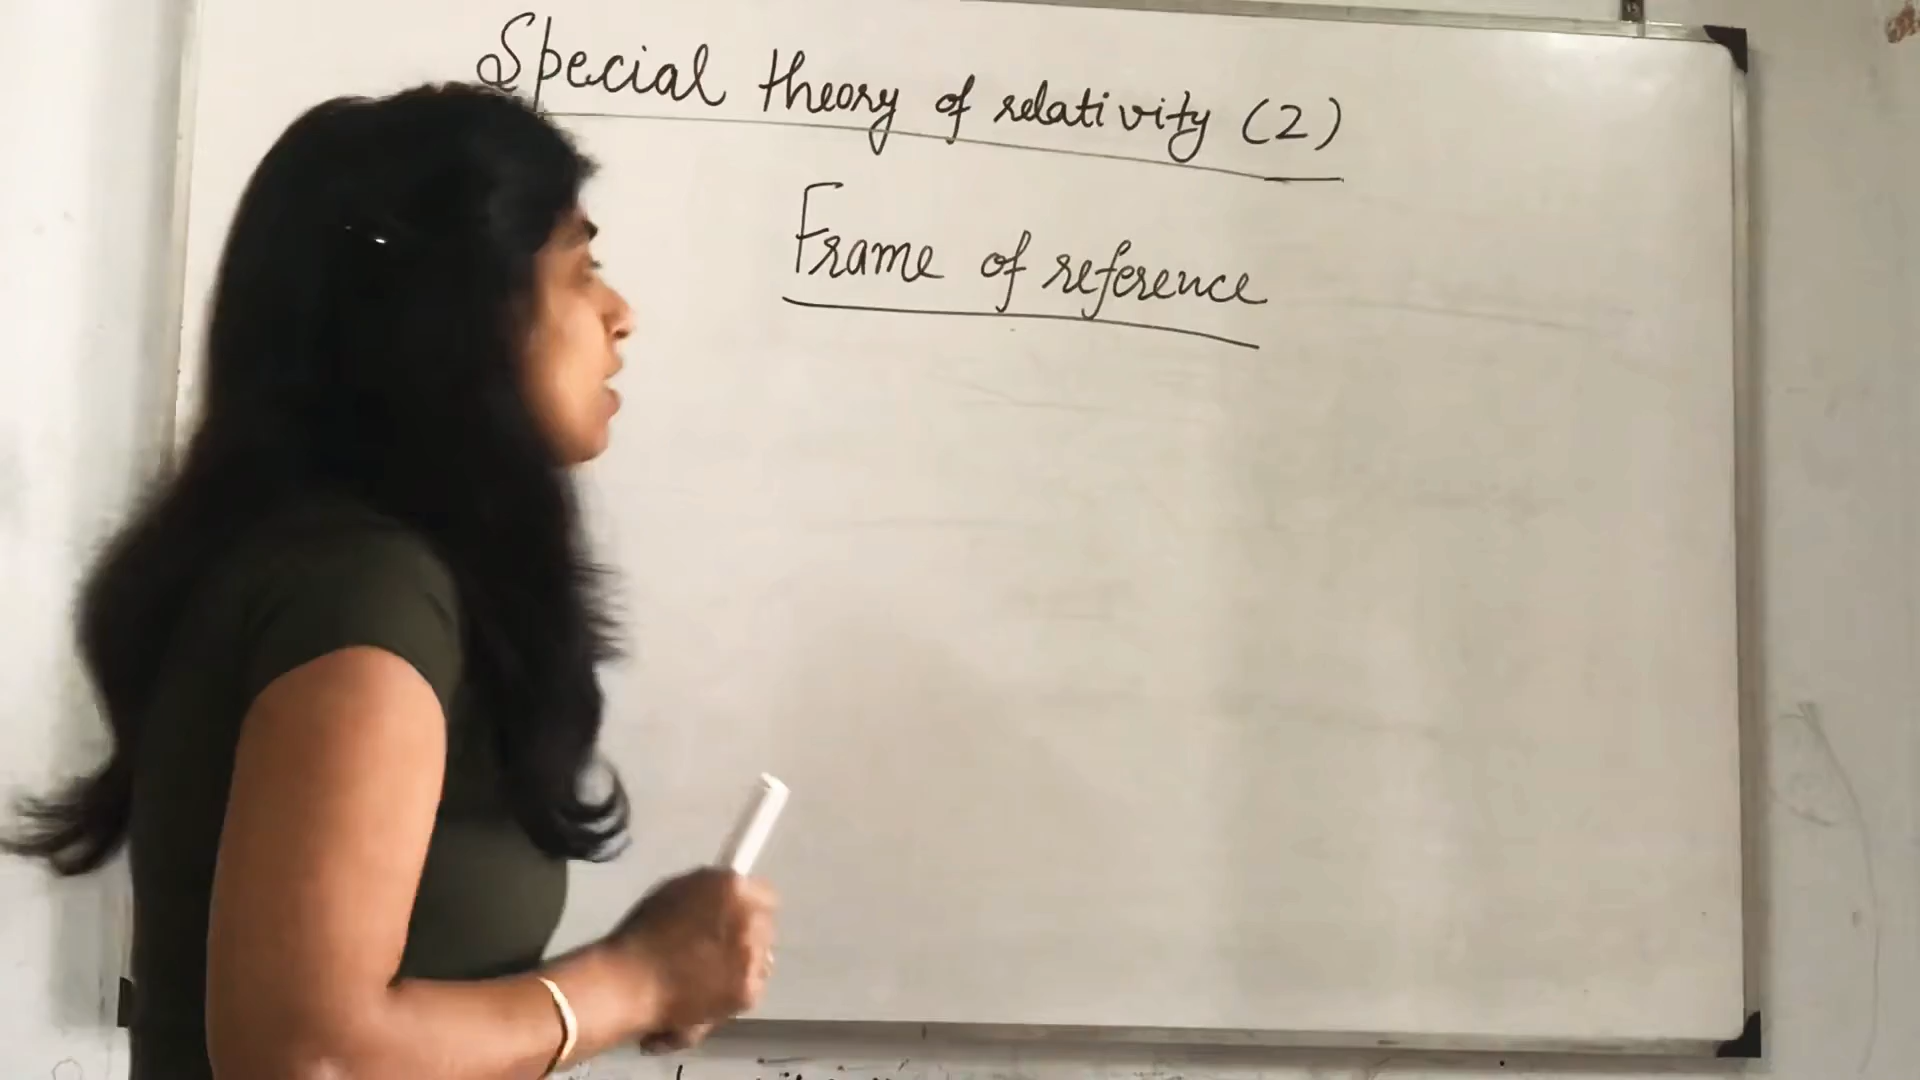 Special theory of relativity (2)
Frame of reference